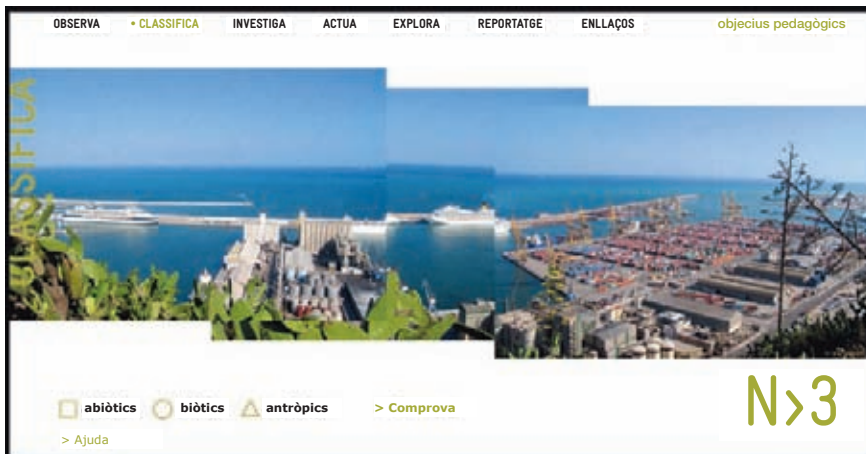 OBSERVA • CLASSIFICA INVESTIGA ACTUA EXPLORA REPORTATGE ENLLAÇOS objecius pedagògics
CLASSIFICA
abiòtics biòtics antròpics > Comprova
> Ajuda
N>3